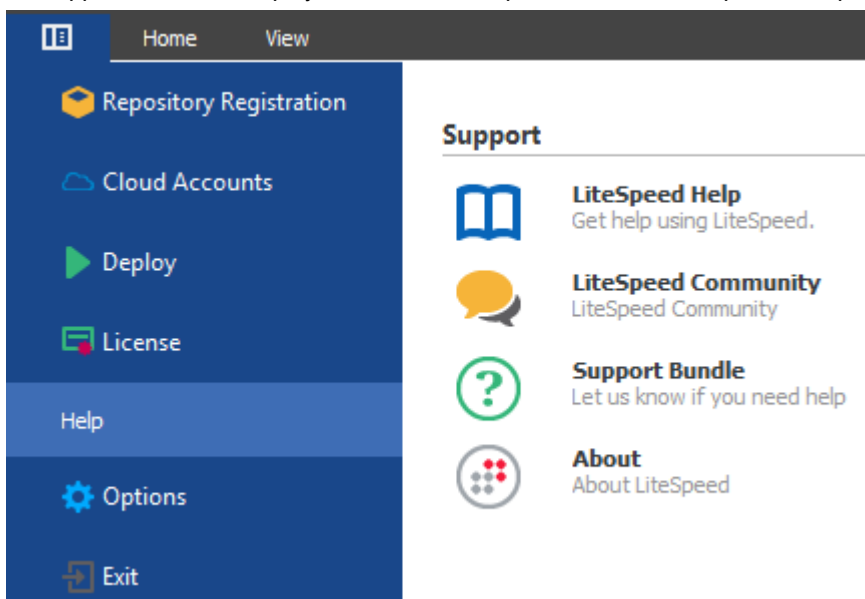 Home View
Repository Registration
Cloud Accounts
Deploy
License
Help
Options
Exit
Support
LiteSpeed Help
Get help using LiteSpeed.
LiteSpeed Community
LiteSpeed Community
Support Bundle
Let us know if you need help
About
About LiteSpeed